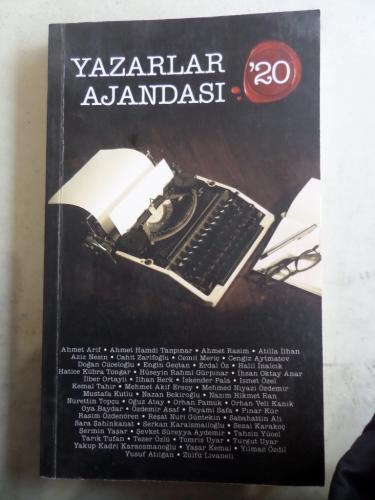 YAZARLAR
AJANDASI
'20
Ahmet Arif • Ahmet Hamdi Tanpınar • Ahmet Rasim • Atilla İlhan
Aziz Nesin • Cahit Zarifoğlu • Cemil Meriç • Cengiz Aytmatov
Doğan Cüceloğlu • Engin Geçtan • Erdal Öz • Halil İnalcık
Hatice Kübra Tongar • Hüseyin Rahmi Gürpınar • İhsan Oktay Anar
İlber Ortaylı • İlhan Berk • İskender Pala • İsmet Özel
Kemal Tahir • Mehmet Akif Ersoy • Mehmed Niyazi Özdemir
Mustafa Kutlu • Nazan Bekiroğlu • Nazım Hikmet Ran
Nurettin Topçu • Oğuz Atay • Orhan Pamuk • Orhan Veli Kanık
Oya Baydar • Özdemir Asaf • Peyami Safa • Pınar Kür
Rasim Özdenören • Reşat Nuri Güntekin • Sabahattin Ali
Sara Şahinkanat • Serkan Karaismailoğlu • Sezai Karakoç
Şermin Yaşar • Şevket Süreyya Aydemir • Tahsin Yücel
Tarık Tufan • Tezer Özlü • Tomris Uyar • Turgut Uyar
Yakup Kadri Karaosmanoğlu • Yaşar Kemal • Yılmaz Özdil
Yusuf Atılgan • Zülfü Livaneli